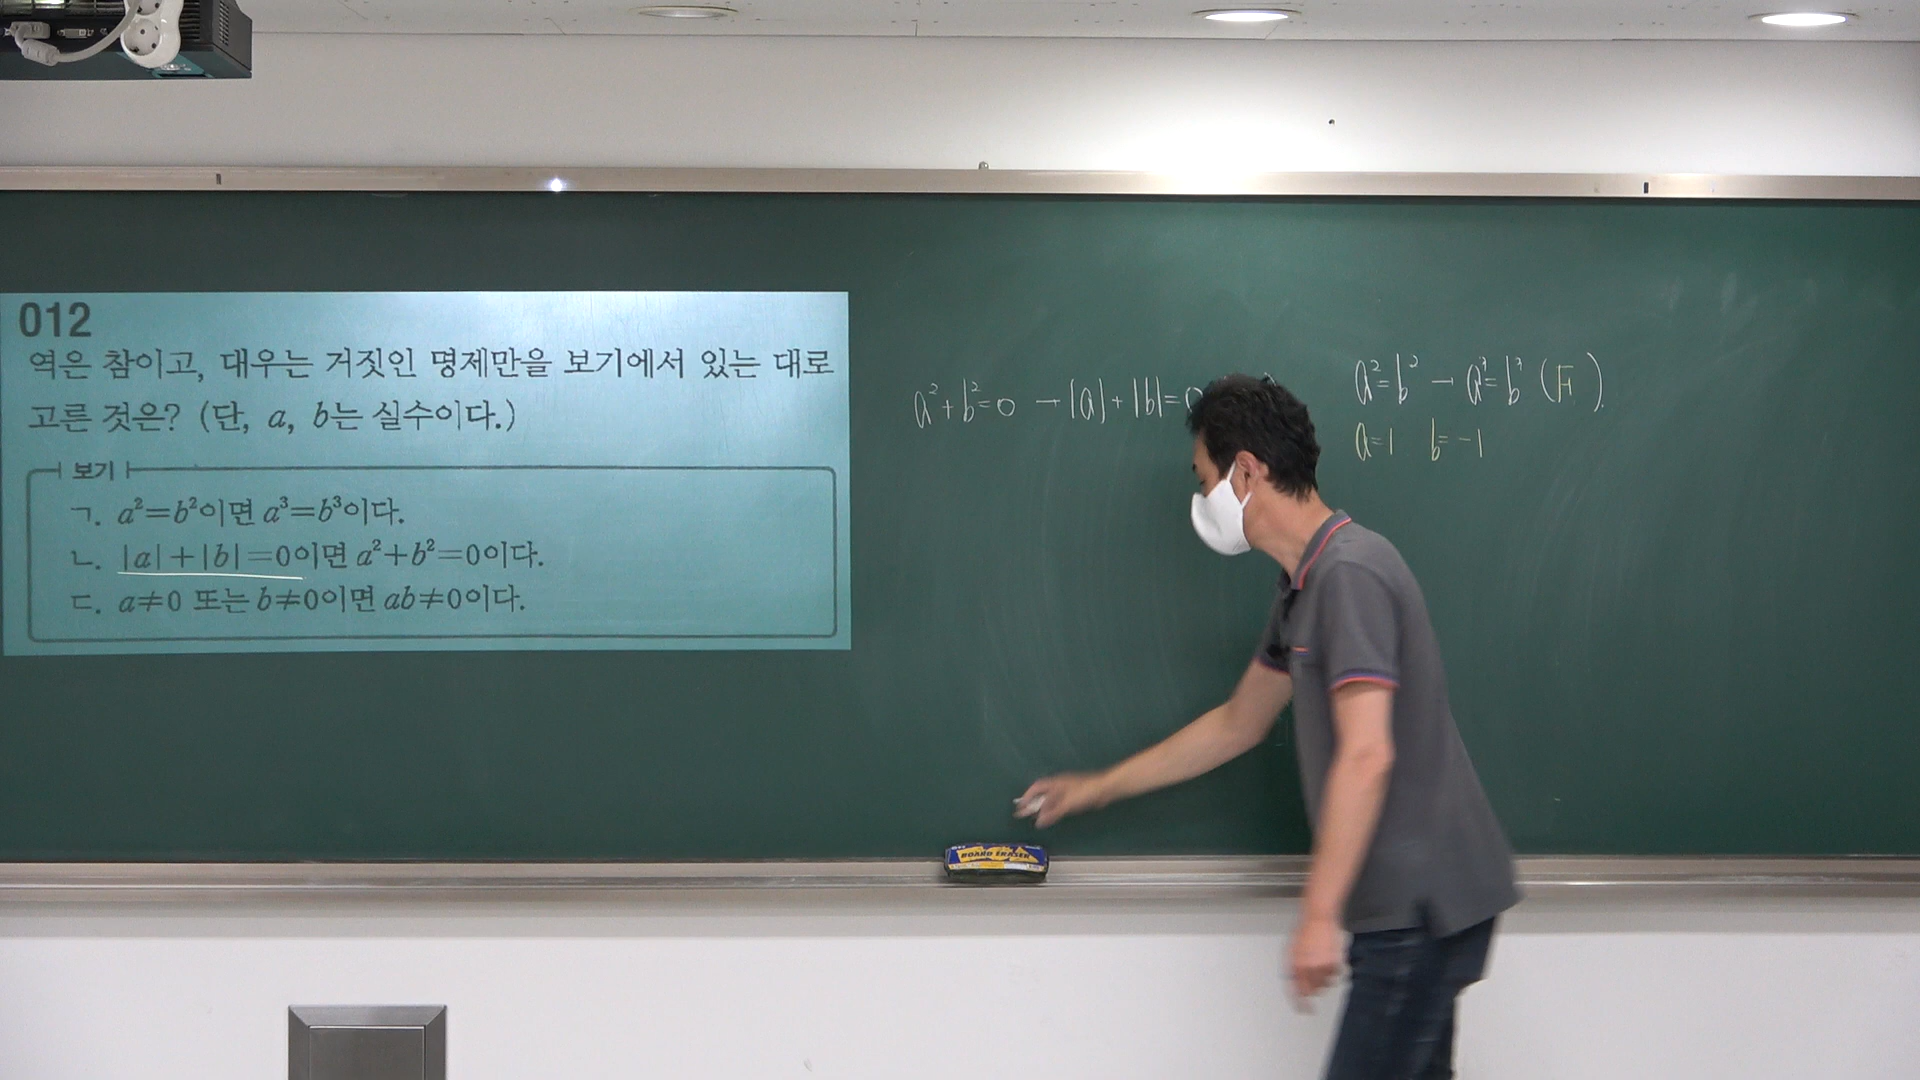 012
역은 참이고, 대우는 거짓인 명제만을 보기에서 있는 대로
고른 것은? (단, a, b는 실수이다.)
보기
ㄱ. a²=b²이면 a³=b³이다.
ㄴ. |a|+|b|=0이면 a²+b²=0이다.
ㄷ. a≠0 또는 b≠0이면 ab≠0이다.
a²+b²=0 → |a|+|b|=0
a²=b² → a³=b³ (F).
a=1 b=-1
BOARD ERASER